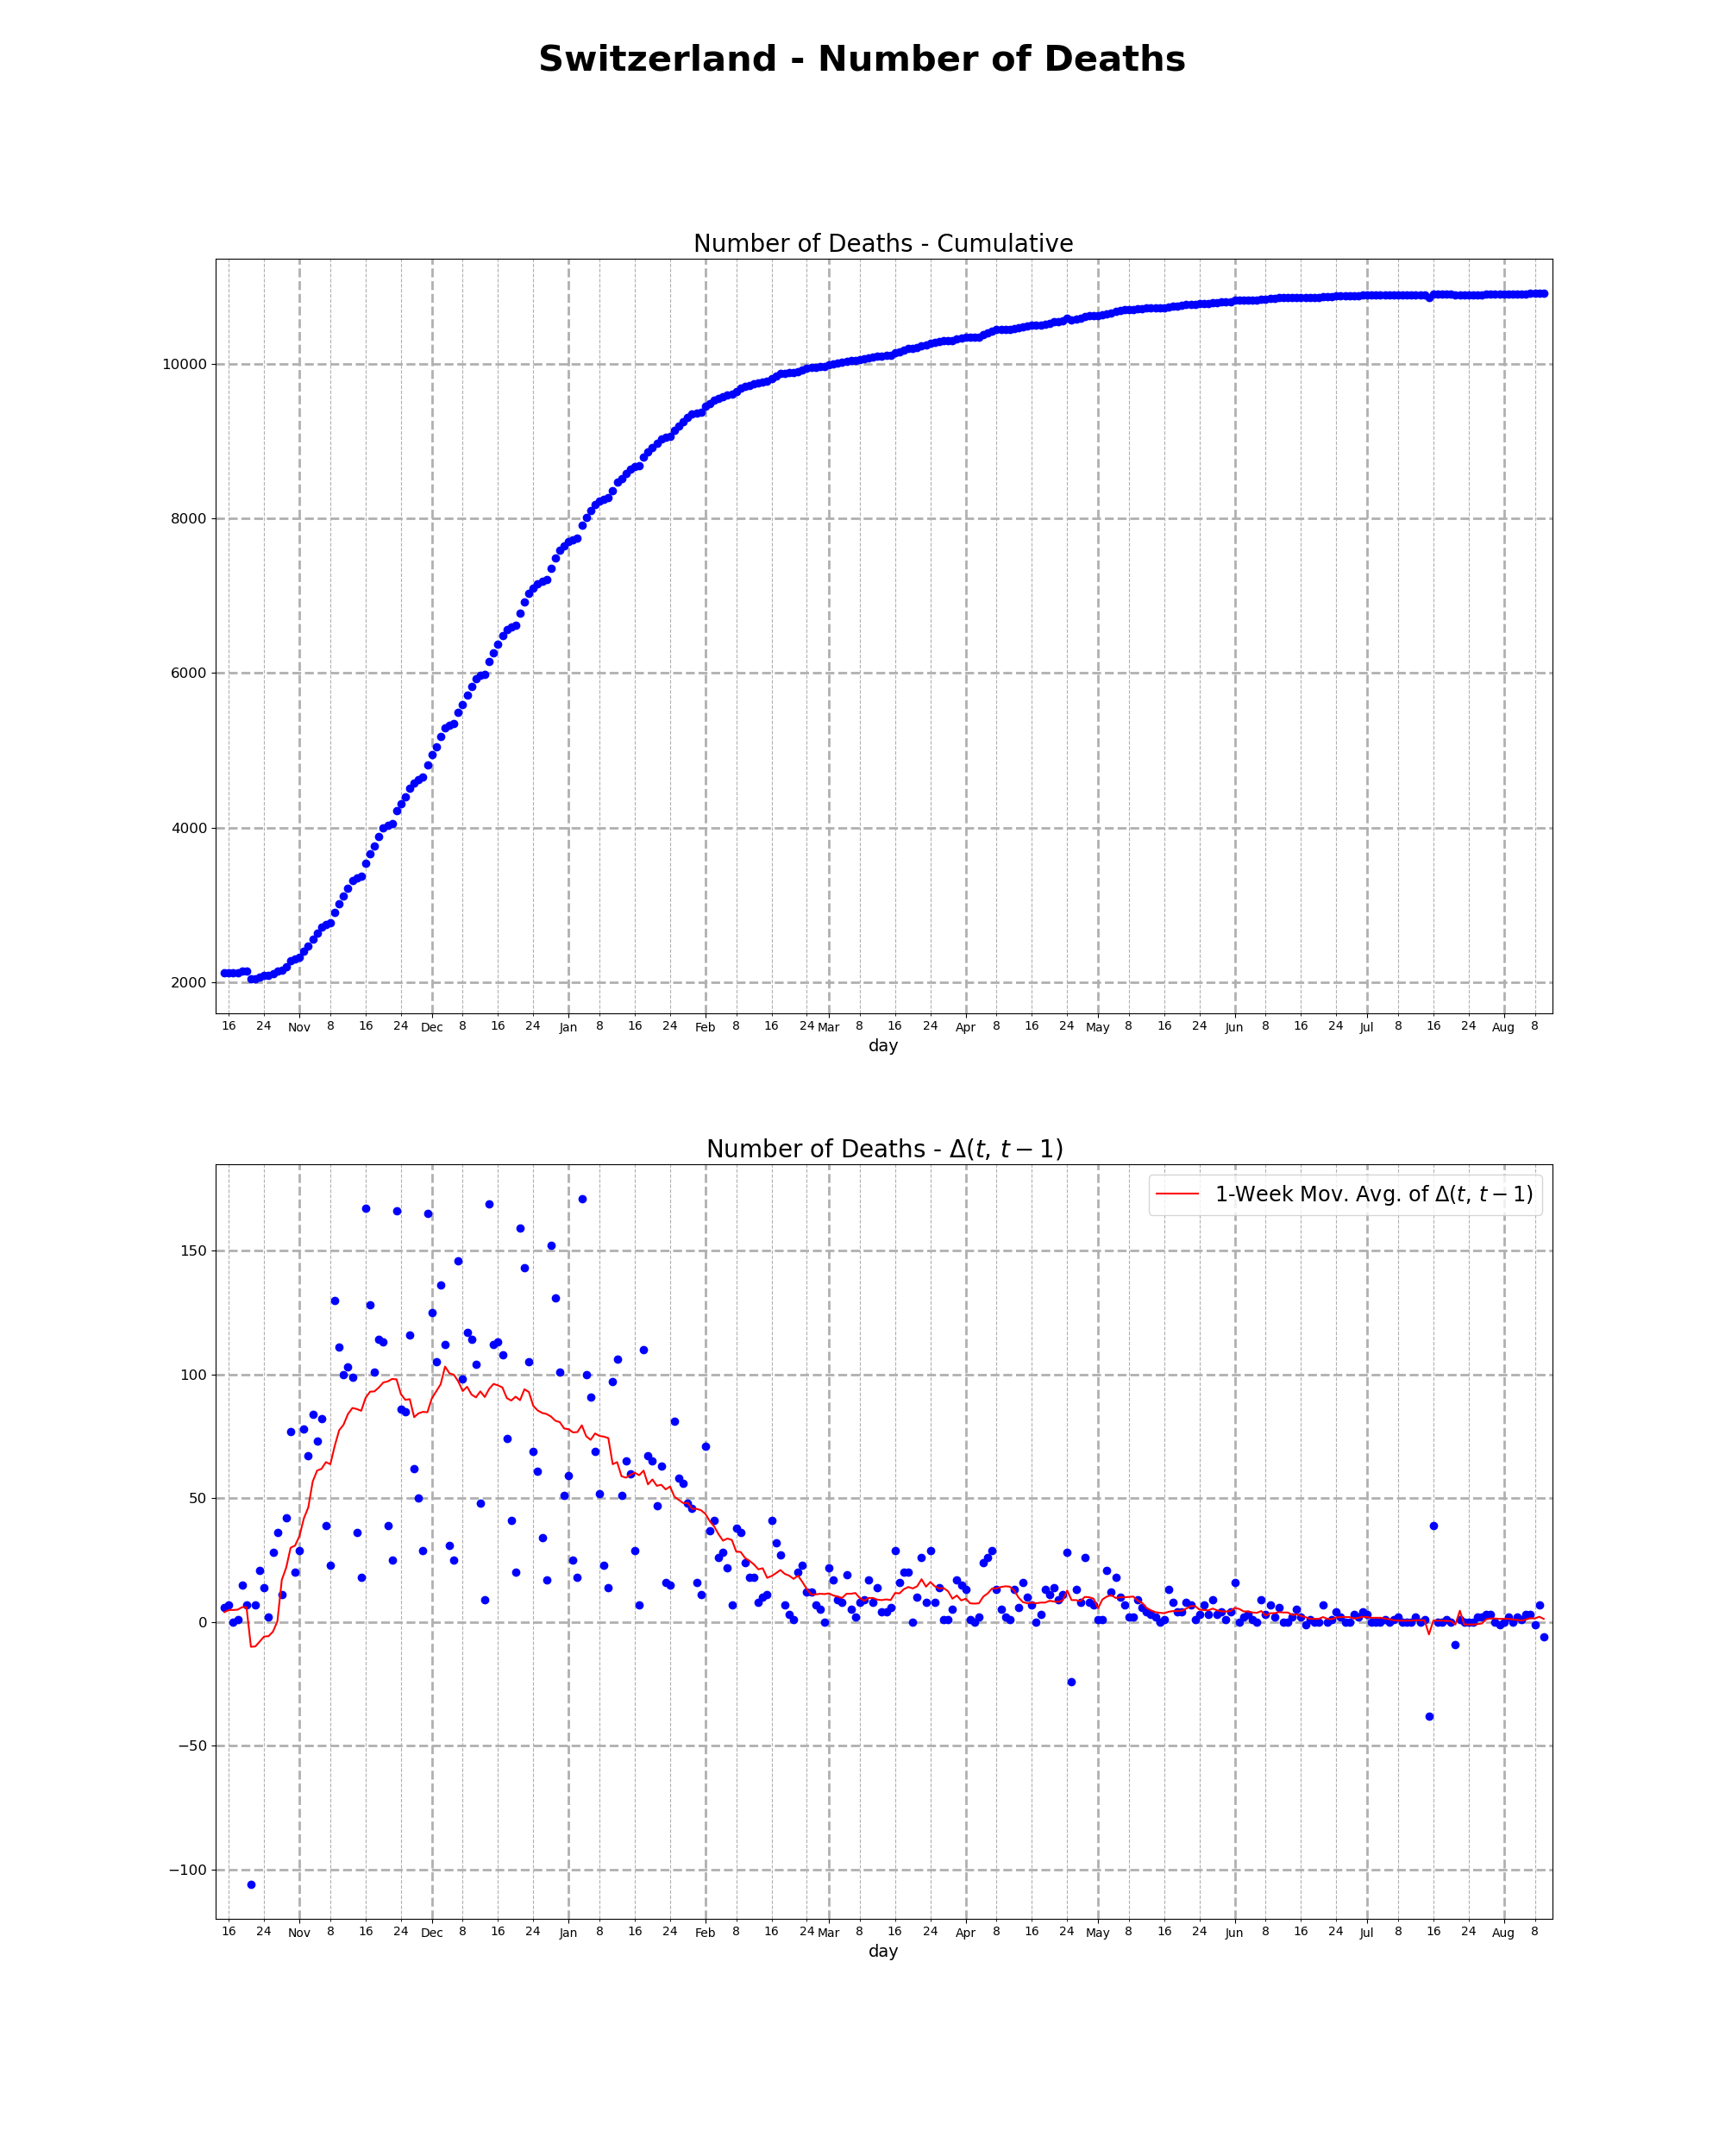 Switzerland - Number of Deaths
Number of Deaths - Cumulative
10000
8000
6000
4000
2000
16 24 Nov 8 16 24 Dec 8 16 24 Jan 8 16 24 Feb 8 16 24 Mar 8 16 24 Apr 8 16 24 May 8 16 24 Jun 8 16 24 Jul 8 16 24 Aug 8
day
Number of Deaths - Δ(t, t − 1)
1-Week Mov. Avg. of Δ(t, t − 1)
150
100
50
0
−50
−100
16 24 Nov 8 16 24 Dec 8 16 24 Jan 8 16 24 Feb 8 16 24 Mar 8 16 24 Apr 8 16 24 May 8 16 24 Jun 8 16 24 Jul 8 16 24 Aug 8
day